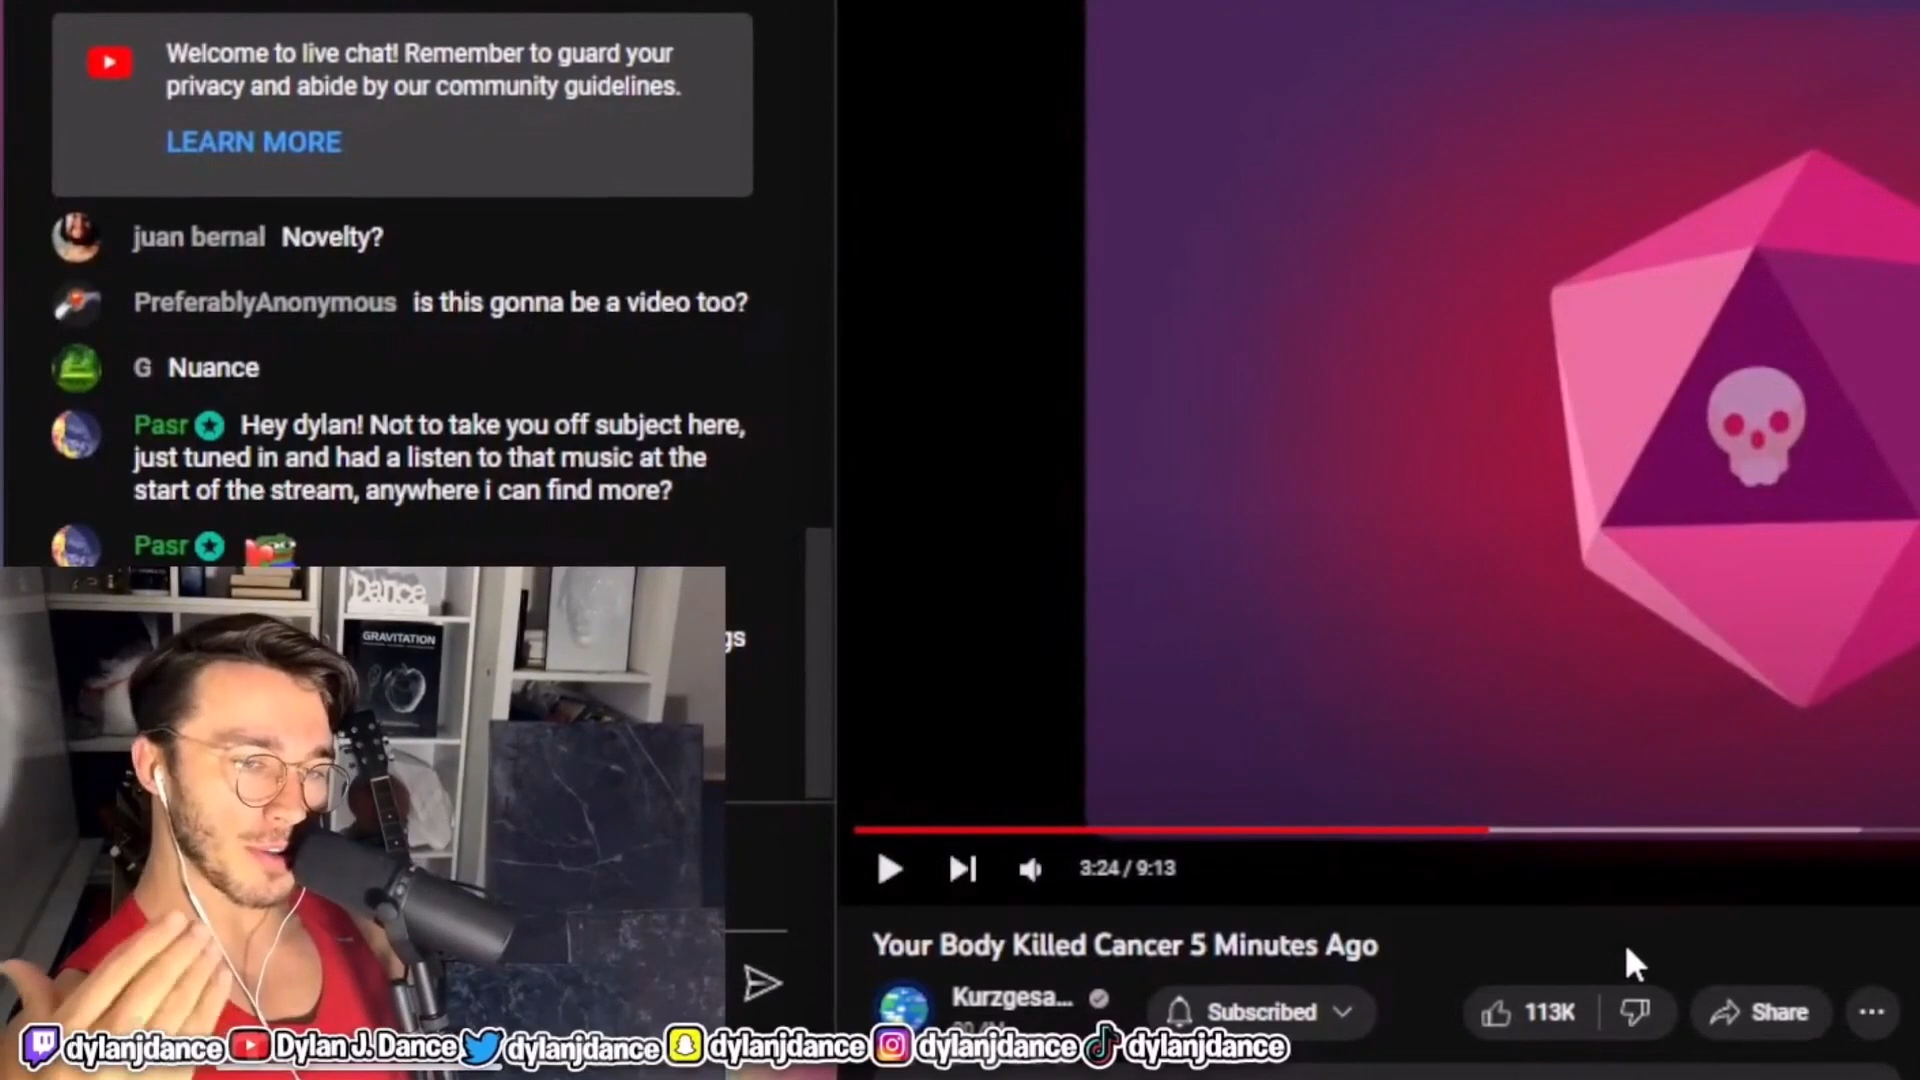 Welcome to live chat! Remember to guard your
privacy and abide by our community guidelines.
LEARN MORE
juan bernal Novelty?
PreferablyAnonymous is this gonna be a video too?
G Nuance
Pasr Hey dylan! Not to take you off subject here,
just tuned in and had a listen to that music at the
start of the stream, anywhere i can find more?
Pasr
gs
Dance
GRAVITATION
3:24 / 9:13
Your Body Killed Cancer 5 Minutes Ago
Kurzgesa...
Subscribed
113K
Share
dylanjdance Dylan J. Dance dylanjdance dylanjdance dylanjdance dylanjdance